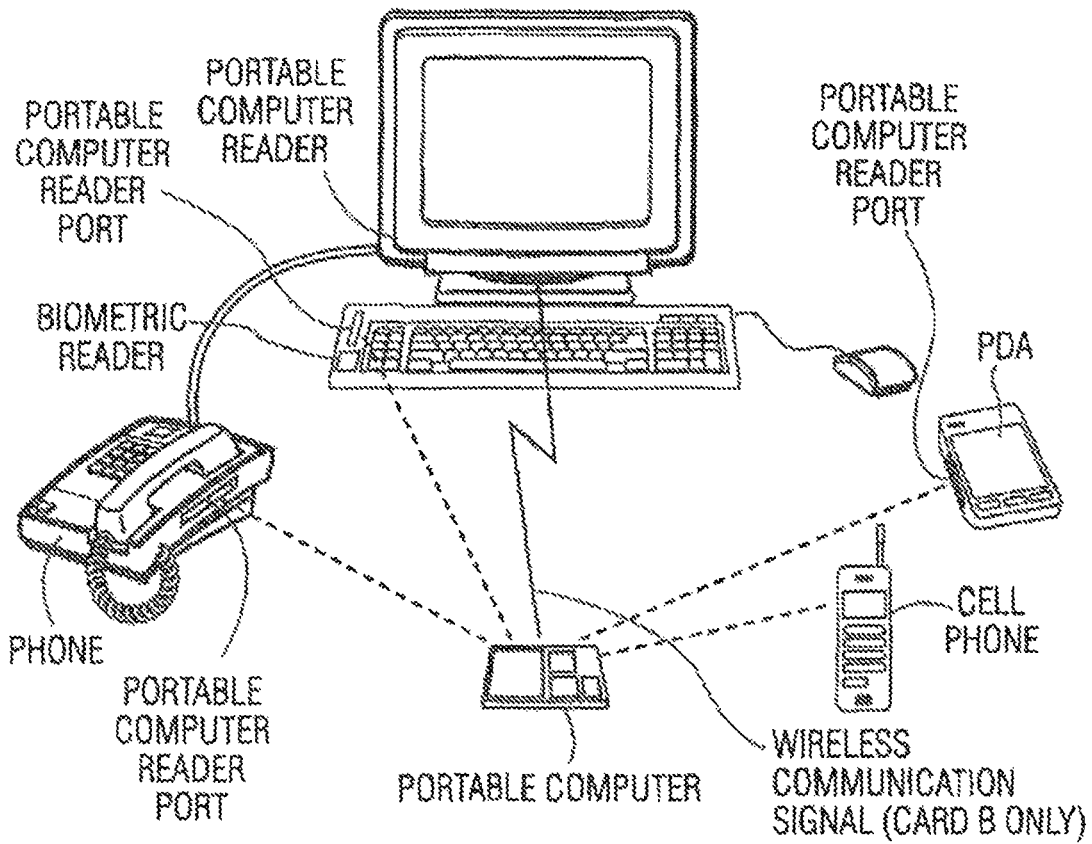 PORTABLE
COMPUTER
READER
PORT
PORTABLE
COMPUTER
READER
PORTABLE
COMPUTER
READER
PORT
BIOMETRIC
READER
PDA
PHONE
PORTABLE
COMPUTER
READER
PORT
PORTABLE COMPUTER
CELL
PHONE
WIRELESS
COMMUNICATION
SIGNAL (CARD B ONLY)